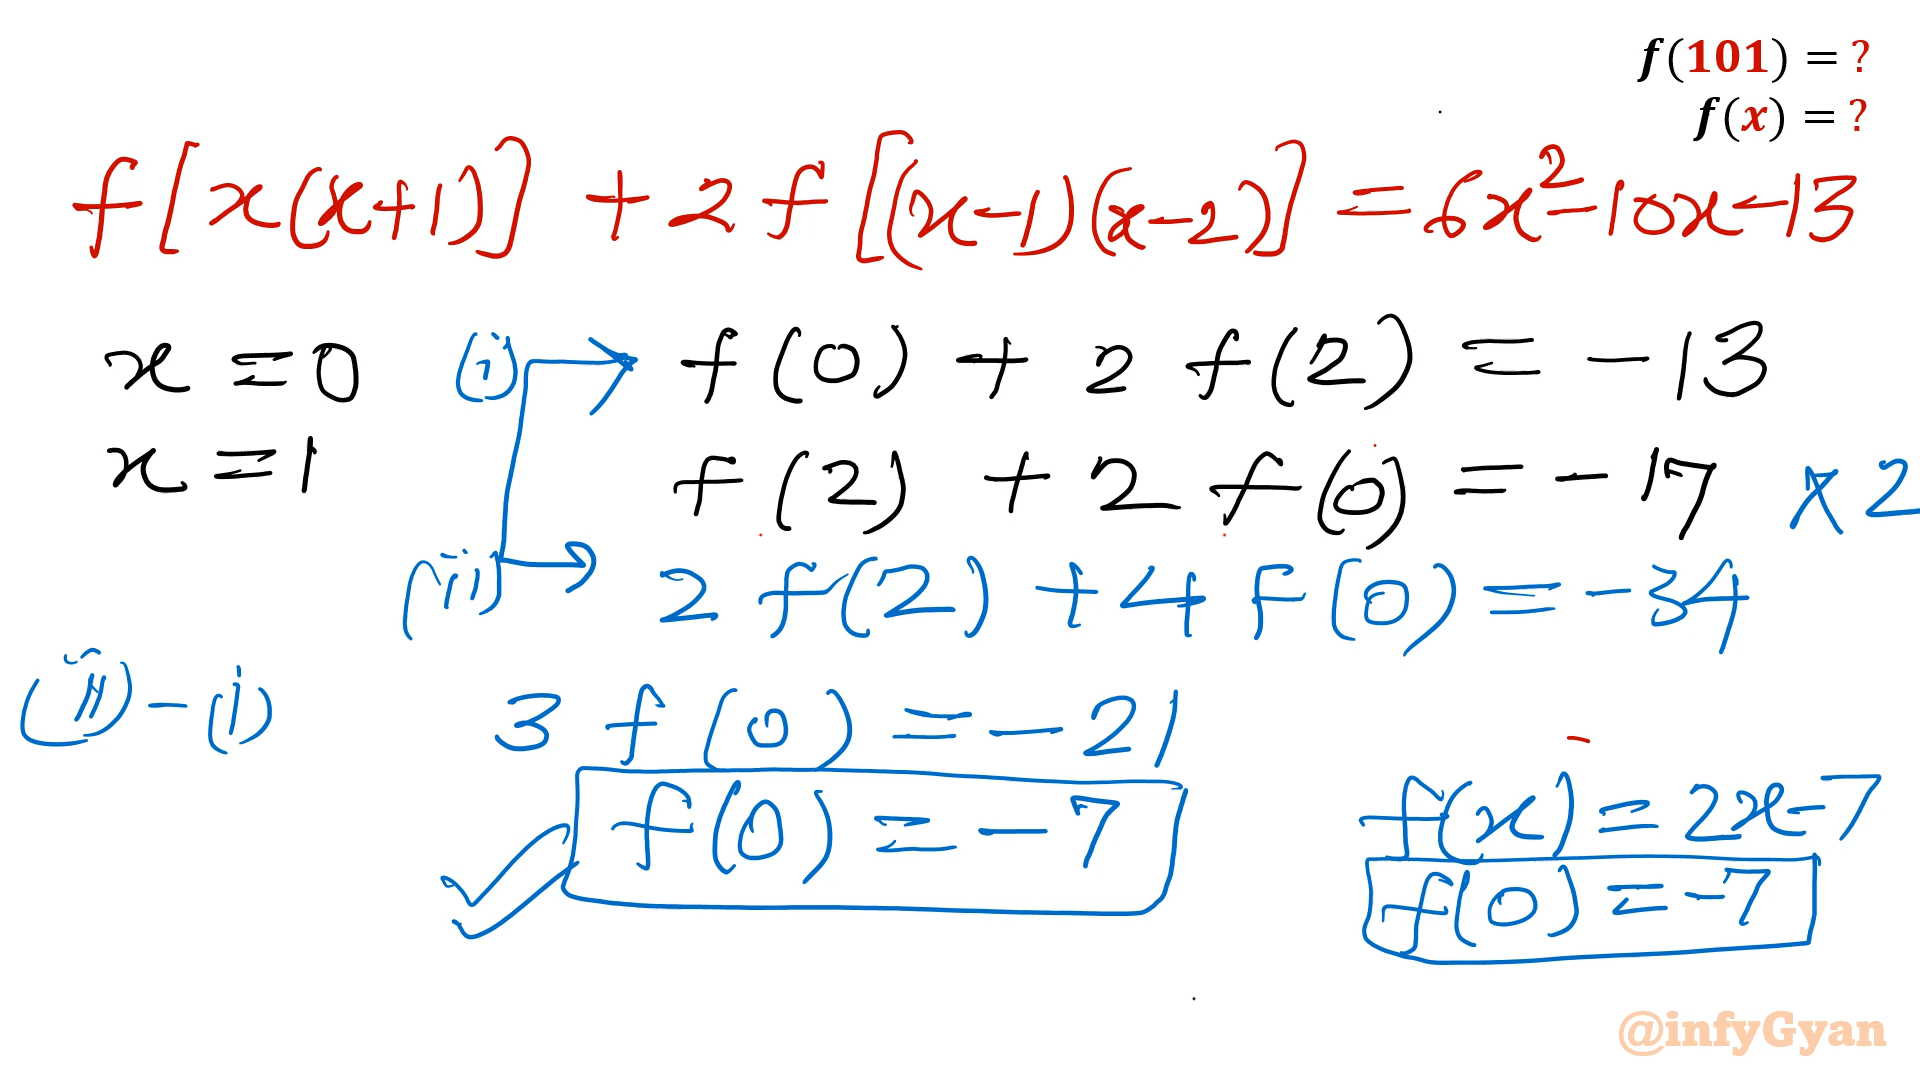 f(101) = ?
f(x) = ?
f[x(x+1)] + 2f[(x-1)(x-2)] = 6x²-10x-13
x = 0 (i) → f(0) + 2 f(2) = -13
x = 1 f(2) + 2 f(0) = -17 × 2
(ii) → 2 f(2) + 4 f(0) = -34
(ii) - (i) 3 f(0) = -21
f(0) = -7 f(x) = 2x-7
f(0) = -7
@infyGyan